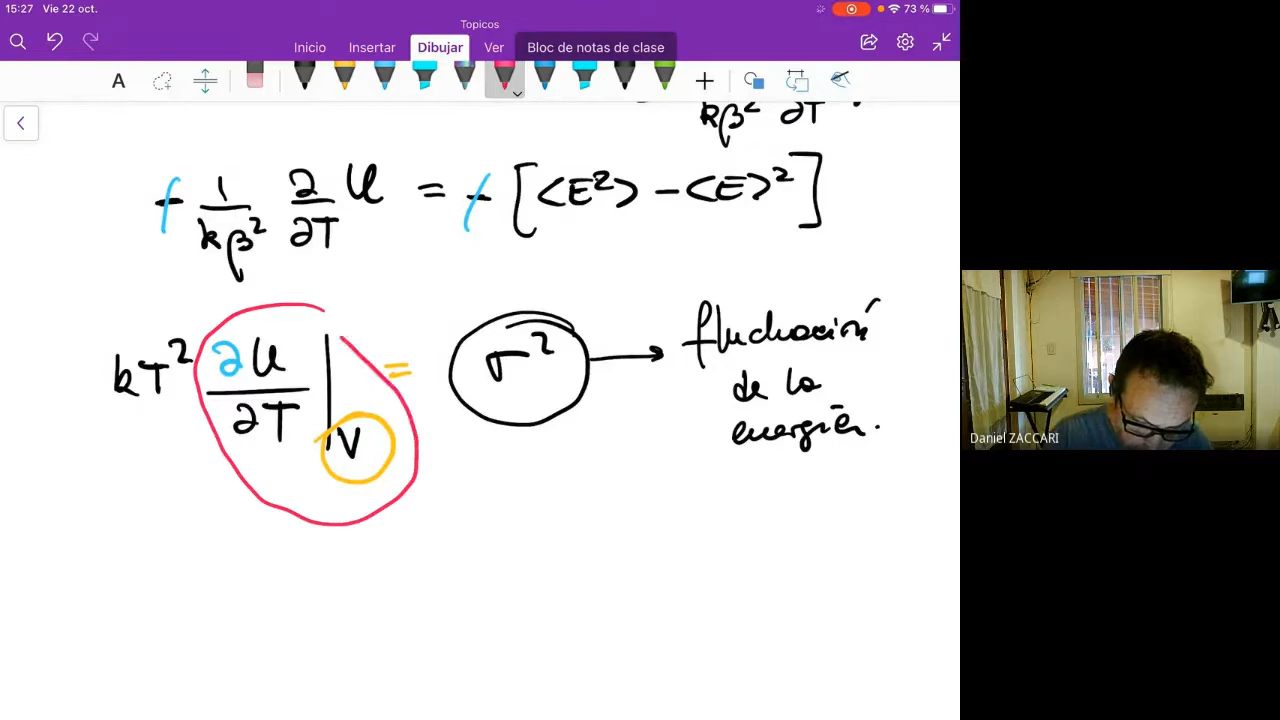 15:27 Vie 22 oct. 73 %
Topicos
Inicio Insertar Dibujar Ver Bloc de notas de clase
A
kβ² ∂T
- 1/kβ² ∂/∂T U = - [<E²> - <E>²]
kT² ∂U/∂T |V = σ² → fluctuación
de la
energía.
Daniel ZACCARI